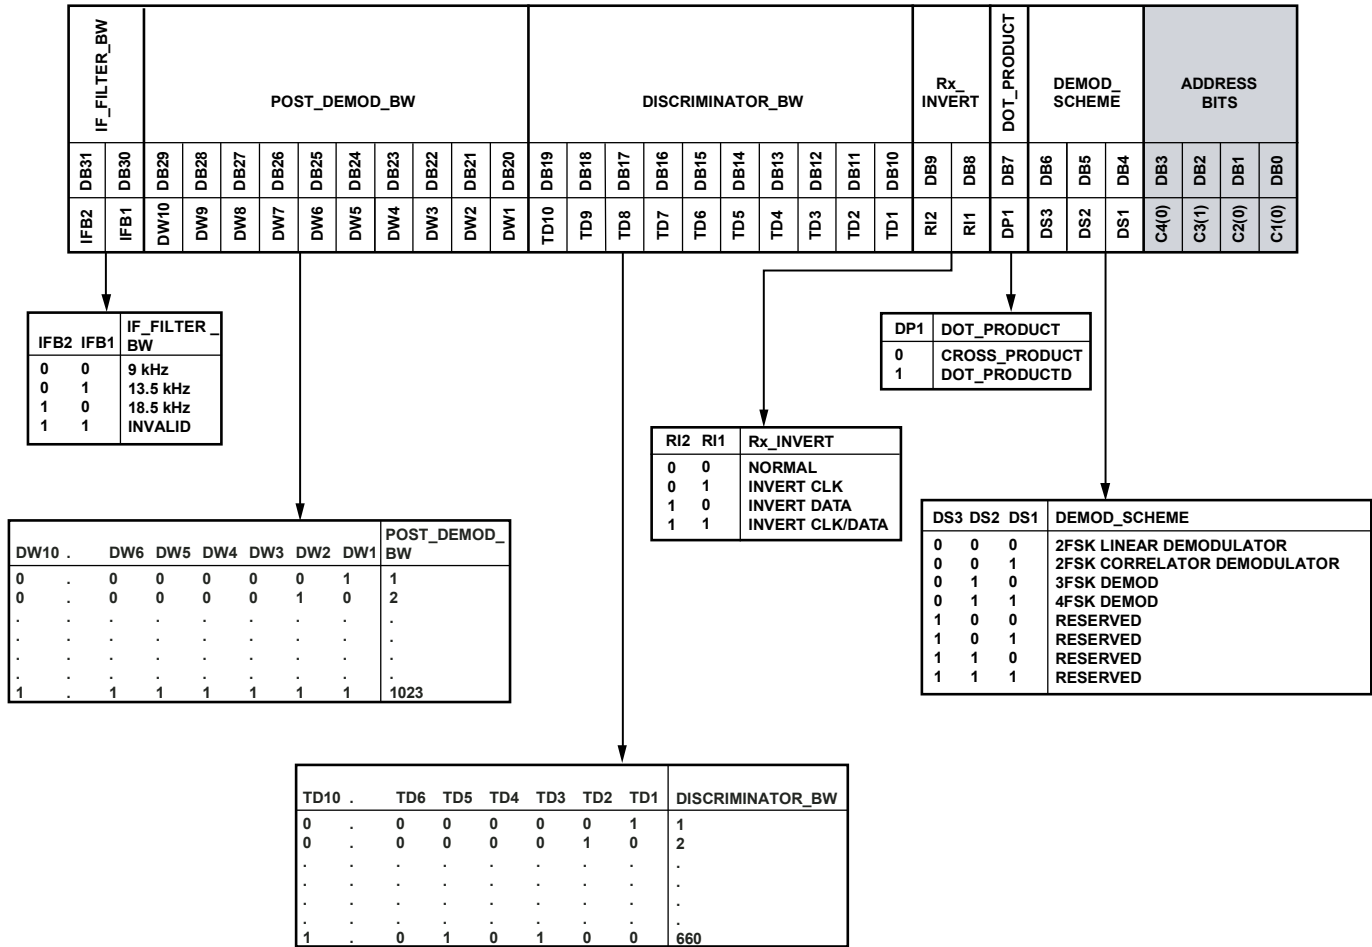 IF_FILTER_BW
POST_DEMOD_BW
DISCRIMINATOR_BW
Rx_
INVERT
DOT_PRODUCT
DEMOD_
SCHEME
ADDRESS
BITS
DB31 DB30 DB29 DB28 DB27 DB26 DB25 DB24 DB23 DB22 DB21 DB20 DB19 DB18 DB17 DB16 DB15 DB14 DB13 DB12 DB11 DB10 DB9 DB8 DB7 DB6 DB5 DB4 DB3 DB2 DB1 DB0
IFB2 IFB1 DW10 DW9 DW8 DW7 DW6 DW5 DW4 DW3 DW2 DW1 TD10 TD9 TD8 TD7 TD6 TD5 TD4 TD3 TD2 TD1 RI2 RI1 DP1 DS3 DS2 DS1 C4(0) C3(1) C2(0) C1(0)
IFB2 IFB1 IF_FILTER_
BW
0 0 9 kHz
0 1 13.5 kHz
1 0 18.5 kHz
1 1 INVALID
DP1 DOT_PRODUCT
0 CROSS_PRODUCT
1 DOT_PRODUCTD
RI2 RI1 Rx_INVERT
0 0 NORMAL
0 1 INVERT CLK
1 0 INVERT DATA
1 1 INVERT CLK/DATA
DS3 DS2 DS1 DEMOD_SCHEME
0 0 0 2FSK LINEAR DEMODULATOR
0 0 1 2FSK CORRELATOR DEMODULATOR
0 1 0 3FSK DEMOD
0 1 1 4FSK DEMOD
1 0 0 RESERVED
1 0 1 RESERVED
1 1 0 RESERVED
1 1 1 RESERVED
DW10 . DW6 DW5 DW4 DW3 DW2 DW1 POST_DEMOD_
BW
0 . 0 0 0 0 0 1 1
0 . 0 0 0 0 1 0 2
. . . . . . . . .
. . . . . . . . .
. . . . . . . . .
. . . . . . . . .
1 . 1 1 1 1 1 1 1023
TD10 . TD6 TD5 TD4 TD3 TD2 TD1 DISCRIMINATOR_BW
0 . 0 0 0 0 0 1 1
0 . 0 0 0 0 1 0 2
. . . . . . . . .
. . . . . . . . .
. . . . . . . . .
. . . . . . . . .
1 . 0 1 0 1 0 0 660